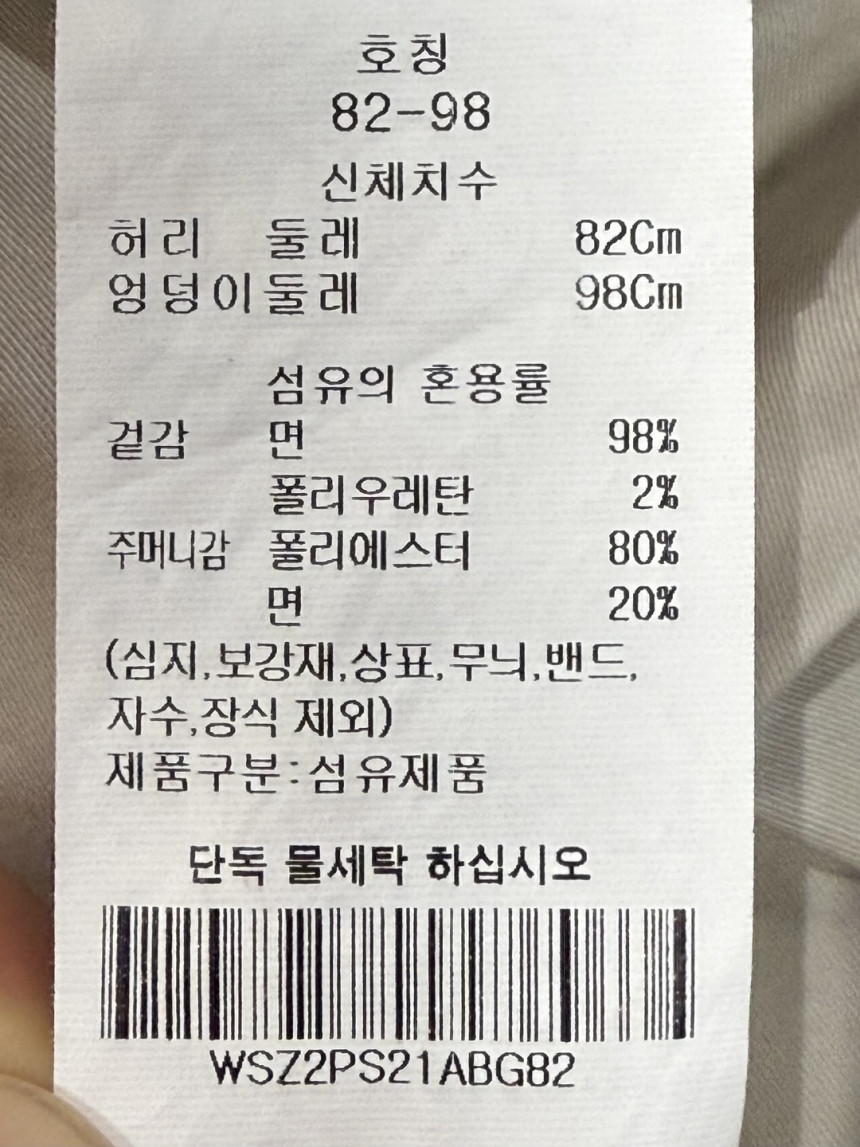 호칭
82-98
신체치수
허리 둘레 82Cm
엉덩이둘레 98Cm
섬유의 혼용률
겉감 면 98%
폴리우레탄 2%
주머니감 폴리에스터 80%
면 20%
(심지,보강재,상표,무늬,밴드,
자수,장식 제외)
제품구분:섬유제품
단독 물세탁 하십시오
WSZ2PS21ABG82